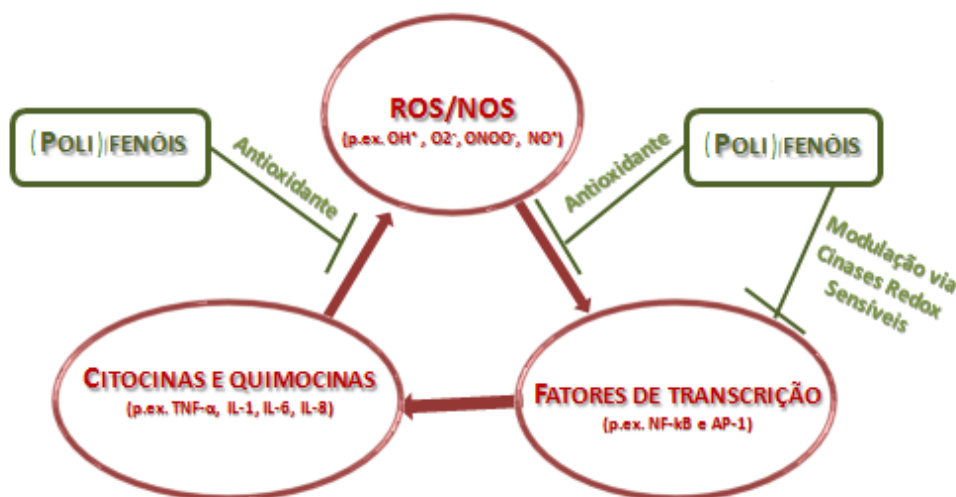 ROS/NOS
(p.ex. OH•, O2-, ONOO-, NO•)
(POLI) FENÓIS
Antioxidante
(POLI) FENÓIS
Antioxidante
Modulação via
Cinases Redox
Sensíveis
CITOCINAS E QUIMOCINAS
(p.ex. TNF-α, IL-1, IL-6, IL-8)
FATORES DE TRANSCRIÇÃO
(p.ex. NF-kB e AP-1)